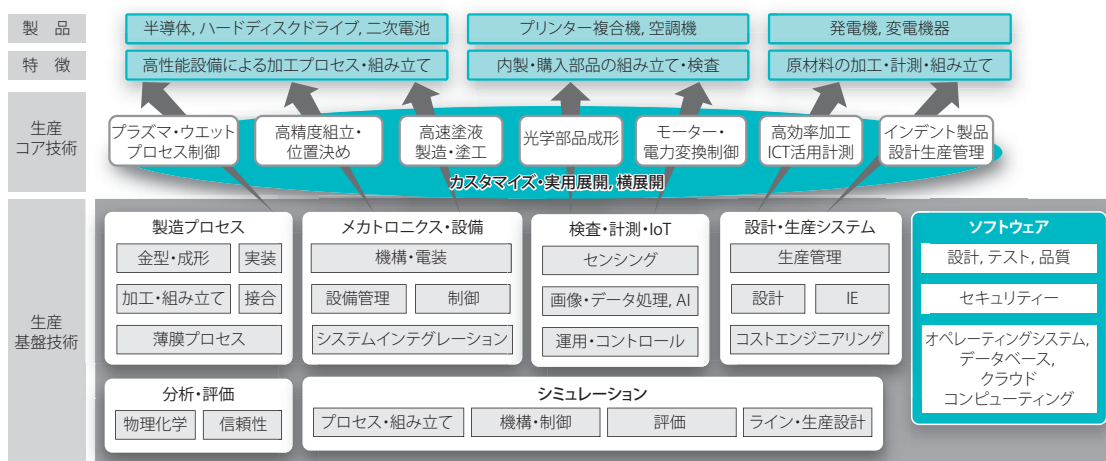 製 品
半導体, ハードディスクドライブ, 二次電池
プリンター複合機, 空調機
発電機, 変電機器
特 徴
高性能設備による加工プロセス・組み立て
内製・購入部品の組み立て・検査
原材料の加工・計測・組み立て
生産
コア技術
プラズマ・ウエット
プロセス制御
高精度組立・
位置決め
高速塗液
製造・塗工
光学部品成形
モーター・
電力変換制御
高効率加工
ICT活用計測
インデント製品
設計生産管理
カスタマイズ・実用展開, 横展開
生産
基盤技術
製造プロセス
金型・成形
実装
加工・組み立て
接合
薄膜プロセス
メカトロニクス・設備
機構・電装
設備管理
制御
システムインテグレーション
検査・計測・IoT
センシング
画像・データ処理, AI
運用・コントロール
設計・生産システム
生産管理
設計
IE
コストエンジニアリング
ソフトウェア
設計, テスト, 品質
セキュリティー
オペレーティングシステム,
データベース,
クラウド
コンピューティング
分析・評価
物理化学
信頼性
シミュレーション
プロセス・組み立て
機構・制御
評価
ライン・生産設計